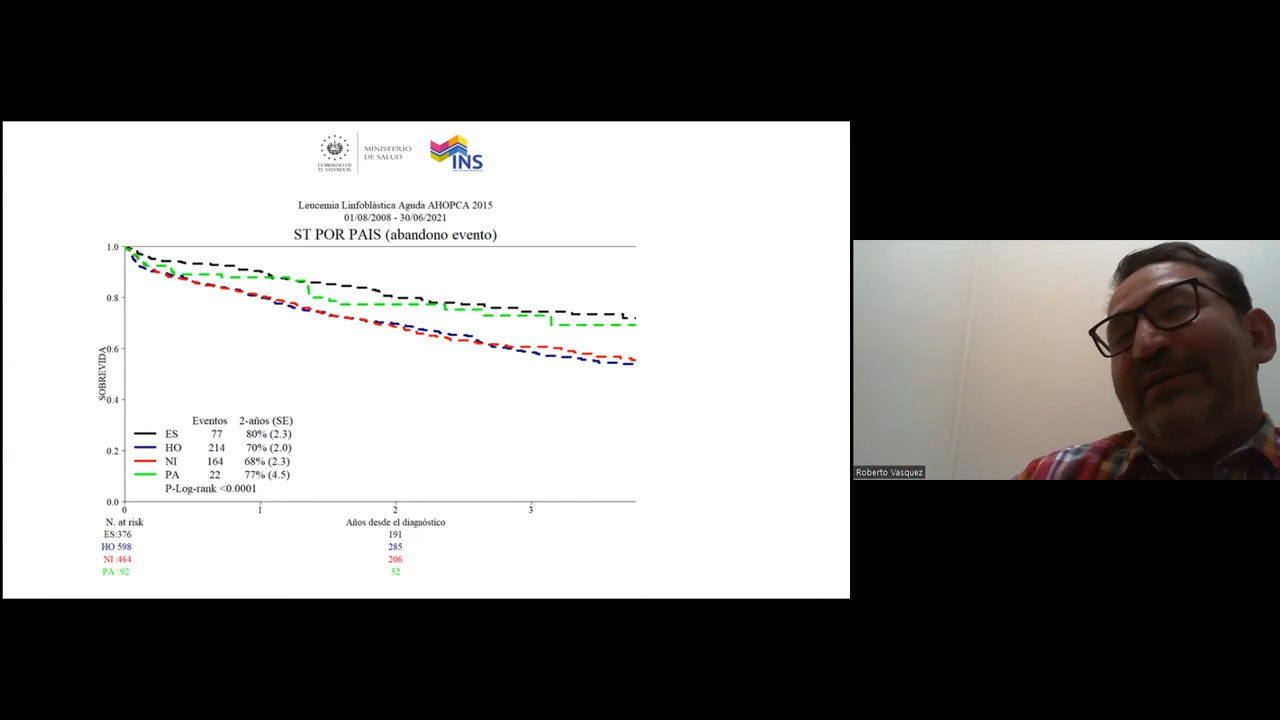 MINISTERIO
DE SALUD
GOBIERNO DE
EL SALVADOR
INS
Leucemia Linfoblástica Aguda AHOPCA 2015
01/08/2008 - 30/06/2021
ST POR PAIS (abandono evento)
1.0
0.8
0.6
0.4
0.2
0.0
SOBREVIDA
Eventos 2-años (SE)
ES 77 80% (2.3)
HO 214 70% (2.0)
NI 164 68% (2.3)
PA 22 77% (4.5)
P-Log-rank <0.0001
0 1 2 3
N. at risk Años desde el diagnóstico
ES:376 191
HO 598 285
NI :464 206
PA :92 52
Roberto Vasquez